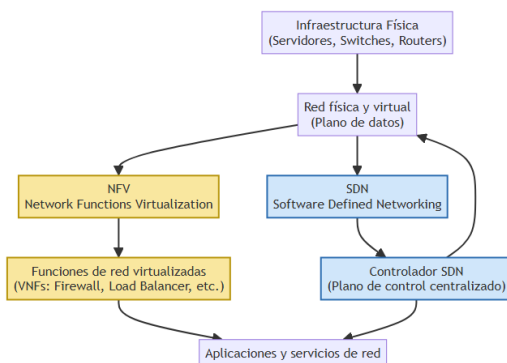 Infraestructura Física
(Servidores, Switches, Routers)
Red física y virtual
(Plano de datos)
NFV
Network Functions Virtualization
SDN
Software Defined Networking
Funciones de red virtualizadas
(VNFs: Firewall, Load Balancer, etc.)
Controlador SDN
(Plano de control centralizado)
Aplicaciones y servicios de red